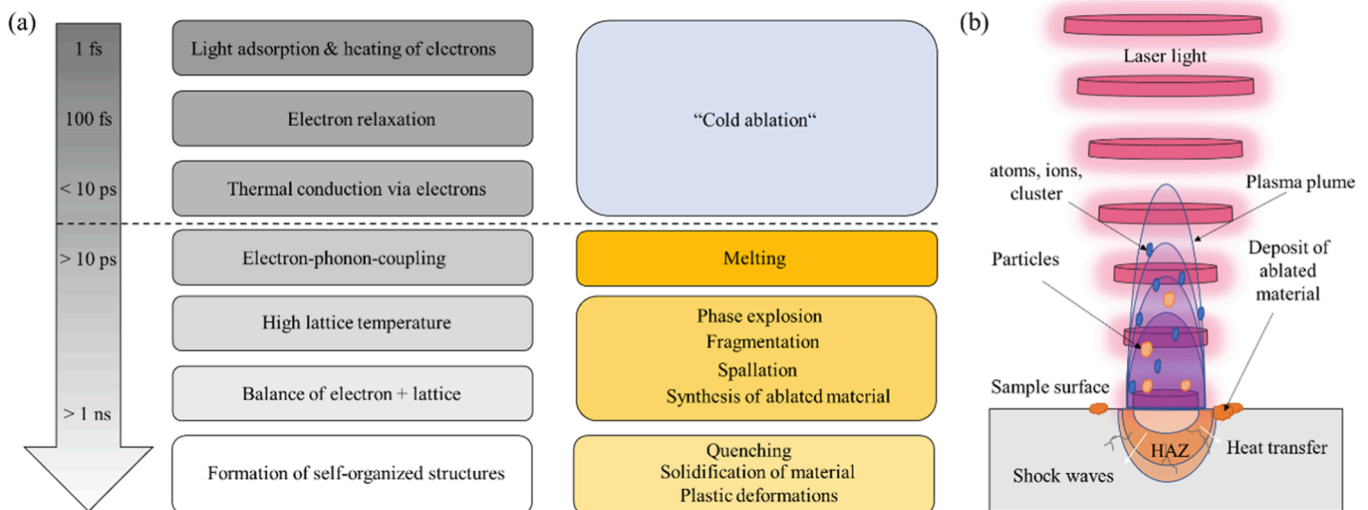 (a)
1 fs
Light adsorption & heating of electrons
100 fs
Electron relaxation
"Cold ablation"
< 10 ps
Thermal conduction via electrons
> 10 ps
Electron-phonon-coupling
Melting
High lattice temperature
Phase explosion
Fragmentation
Spallation
Synthesis of ablated material
> 1 ns
Balance of electron + lattice
Formation of self-organized structures
Quenching
Solidification of material
Plastic deformations
(b)
Laser light
atoms, ions,
cluster
Plasma plume
Particles
Deposit of
ablated
material
Sample surface
HAZ
Heat transfer
Shock waves